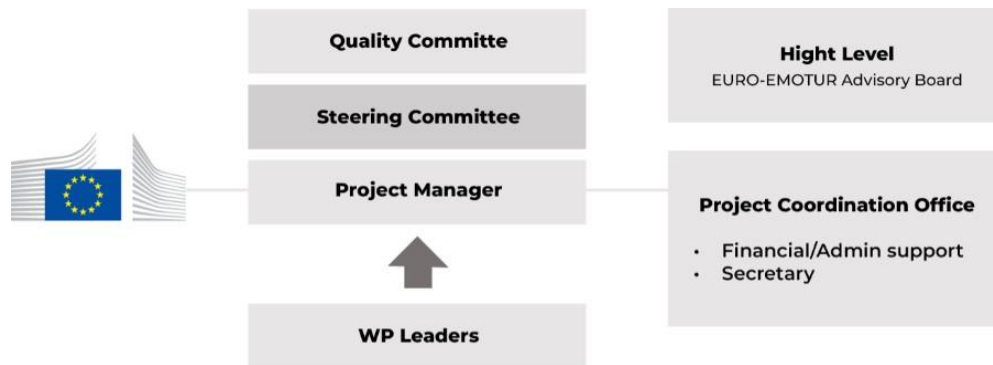 Quality Committe
Steering Committee
Project Manager
WP Leaders
Hight Level
EURO-EMOTUR Advisory Board
Project Coordination Office
• Financial/Admin support
• Secretary